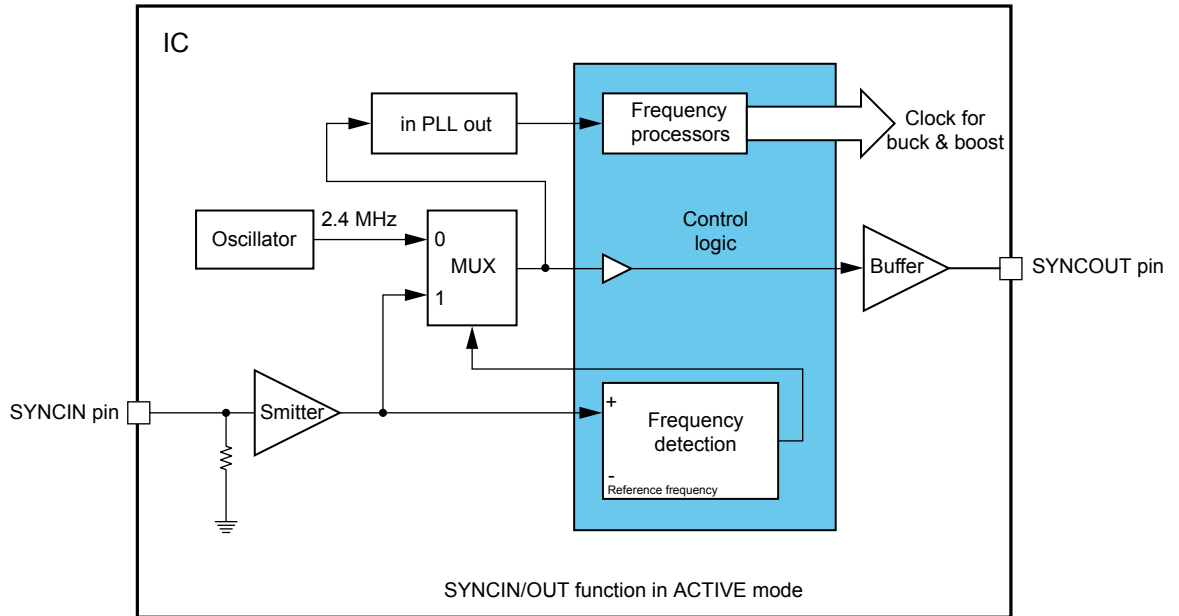 IC
in PLL out
Frequency
processors
Clock for
buck & boost
2.4 MHz
Oscillator
0
MUX
1
Control
logic
Buffer
SYNCOUT pin
SYNCIN pin
Smitter
+
Frequency
detection
-
Reference frequency
SYNCIN/OUT function in ACTIVE mode